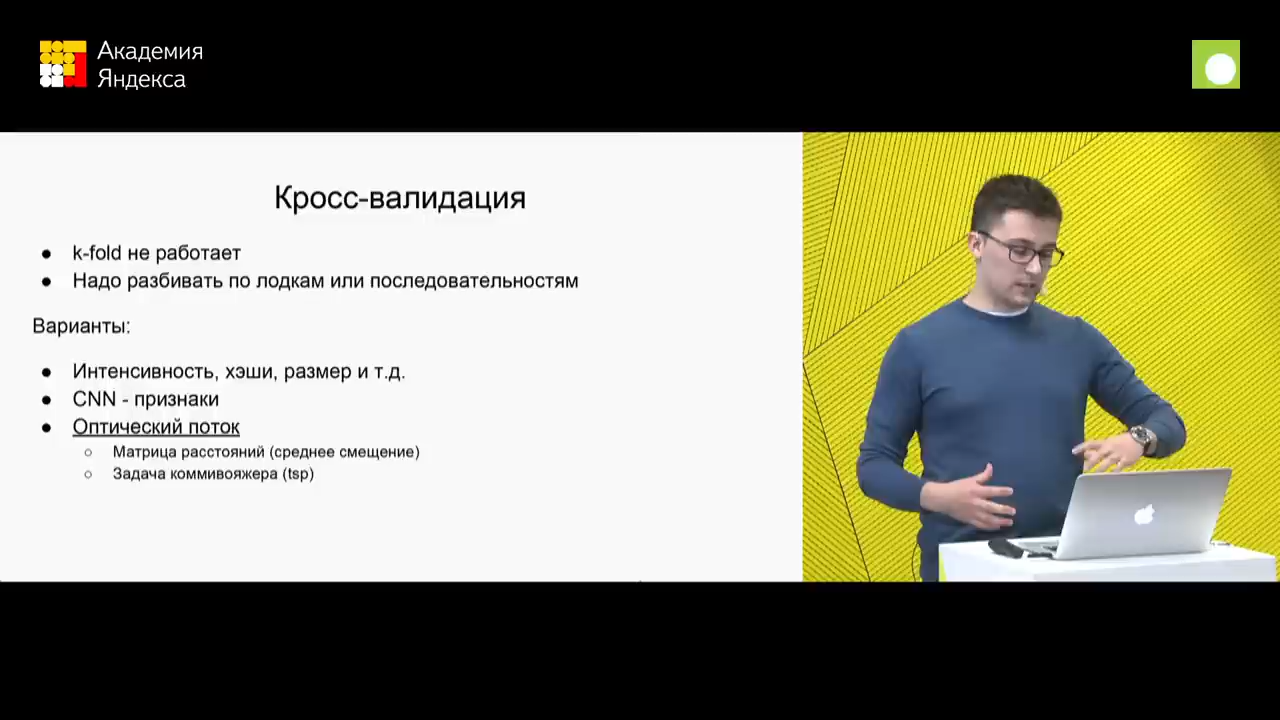 Академия
Яндекса
Кросс-валидация
k-fold не работает
Надо разбивать по лодкам или последовательностям
Варианты:
Интенсивность, хэши, размер и т.д.
CNN - признаки
Оптический поток
Матрица расстояний (среднее смещение)
Задача коммивояжера (tsp)